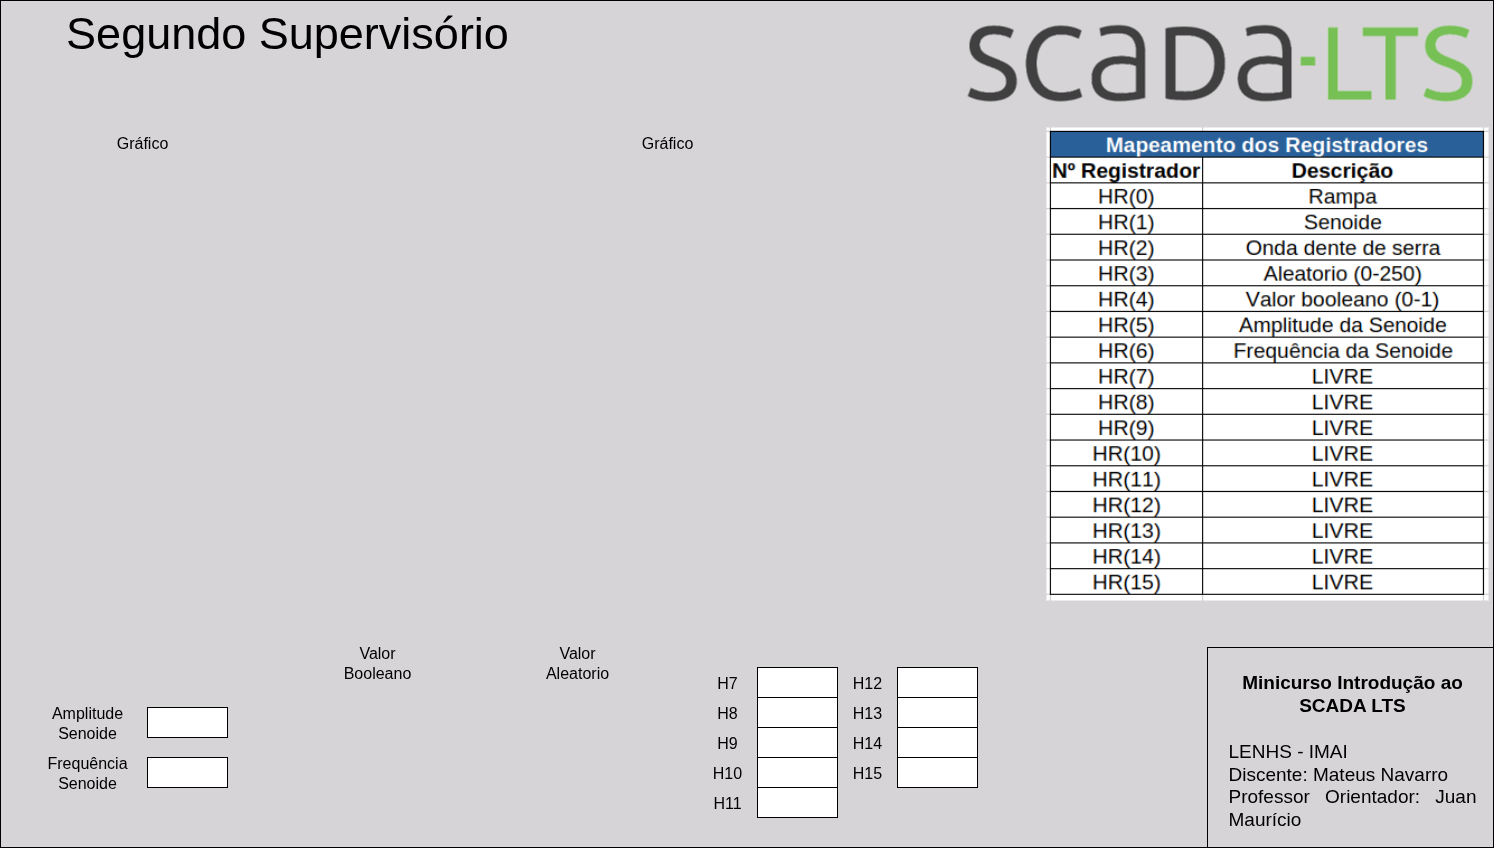 Segundo Supervisório
SCADA-LTS
Gráfico
Gráfico
Mapeamento dos Registradores
Nº Registrador Descrição
HR(0) Rampa
HR(1) Senoide
HR(2) Onda dente de serra
HR(3) Aleatorio (0-250)
HR(4) Valor booleano (0-1)
HR(5) Amplitude da Senoide
HR(6) Frequência da Senoide
HR(7) LIVRE
HR(8) LIVRE
HR(9) LIVRE
HR(10) LIVRE
HR(11) LIVRE
HR(12) LIVRE
HR(13) LIVRE
HR(14) LIVRE
HR(15) LIVRE
Amplitude
Senoide
Frequência
Senoide
Valor
Booleano
Valor
Aleatorio
H7
H8
H9
H10
H11
H12
H13
H14
H15
Minicurso Introdução ao
SCADA LTS
LENHS - IMAI
Discente: Mateus Navarro
Professor Orientador: Juan
Maurício